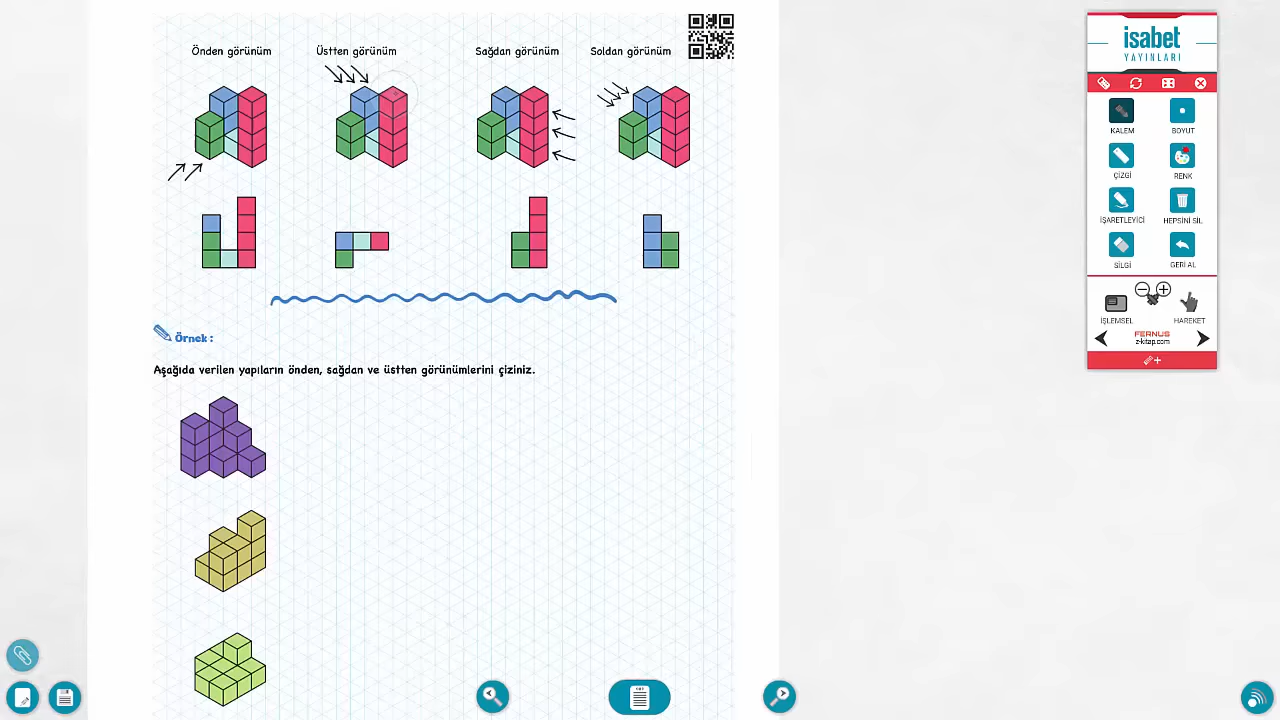 Önden görünüm
Üstten görünüm
Sağdan görünüm
Soldan görünüm
Örnek :
Aşağıda verilen yapıların önden, sağdan ve üstten görünümlerini çiziniz.
isabet
YAYINLARI
KALEM
BOYUT
ÇİZGİ
RENK
İŞARETLEYİCİ
HEPSİNİ SİL
SİLGİ
GERİ AL
İŞLEMSEL
HAREKET
FERNUS
z-kitap.com